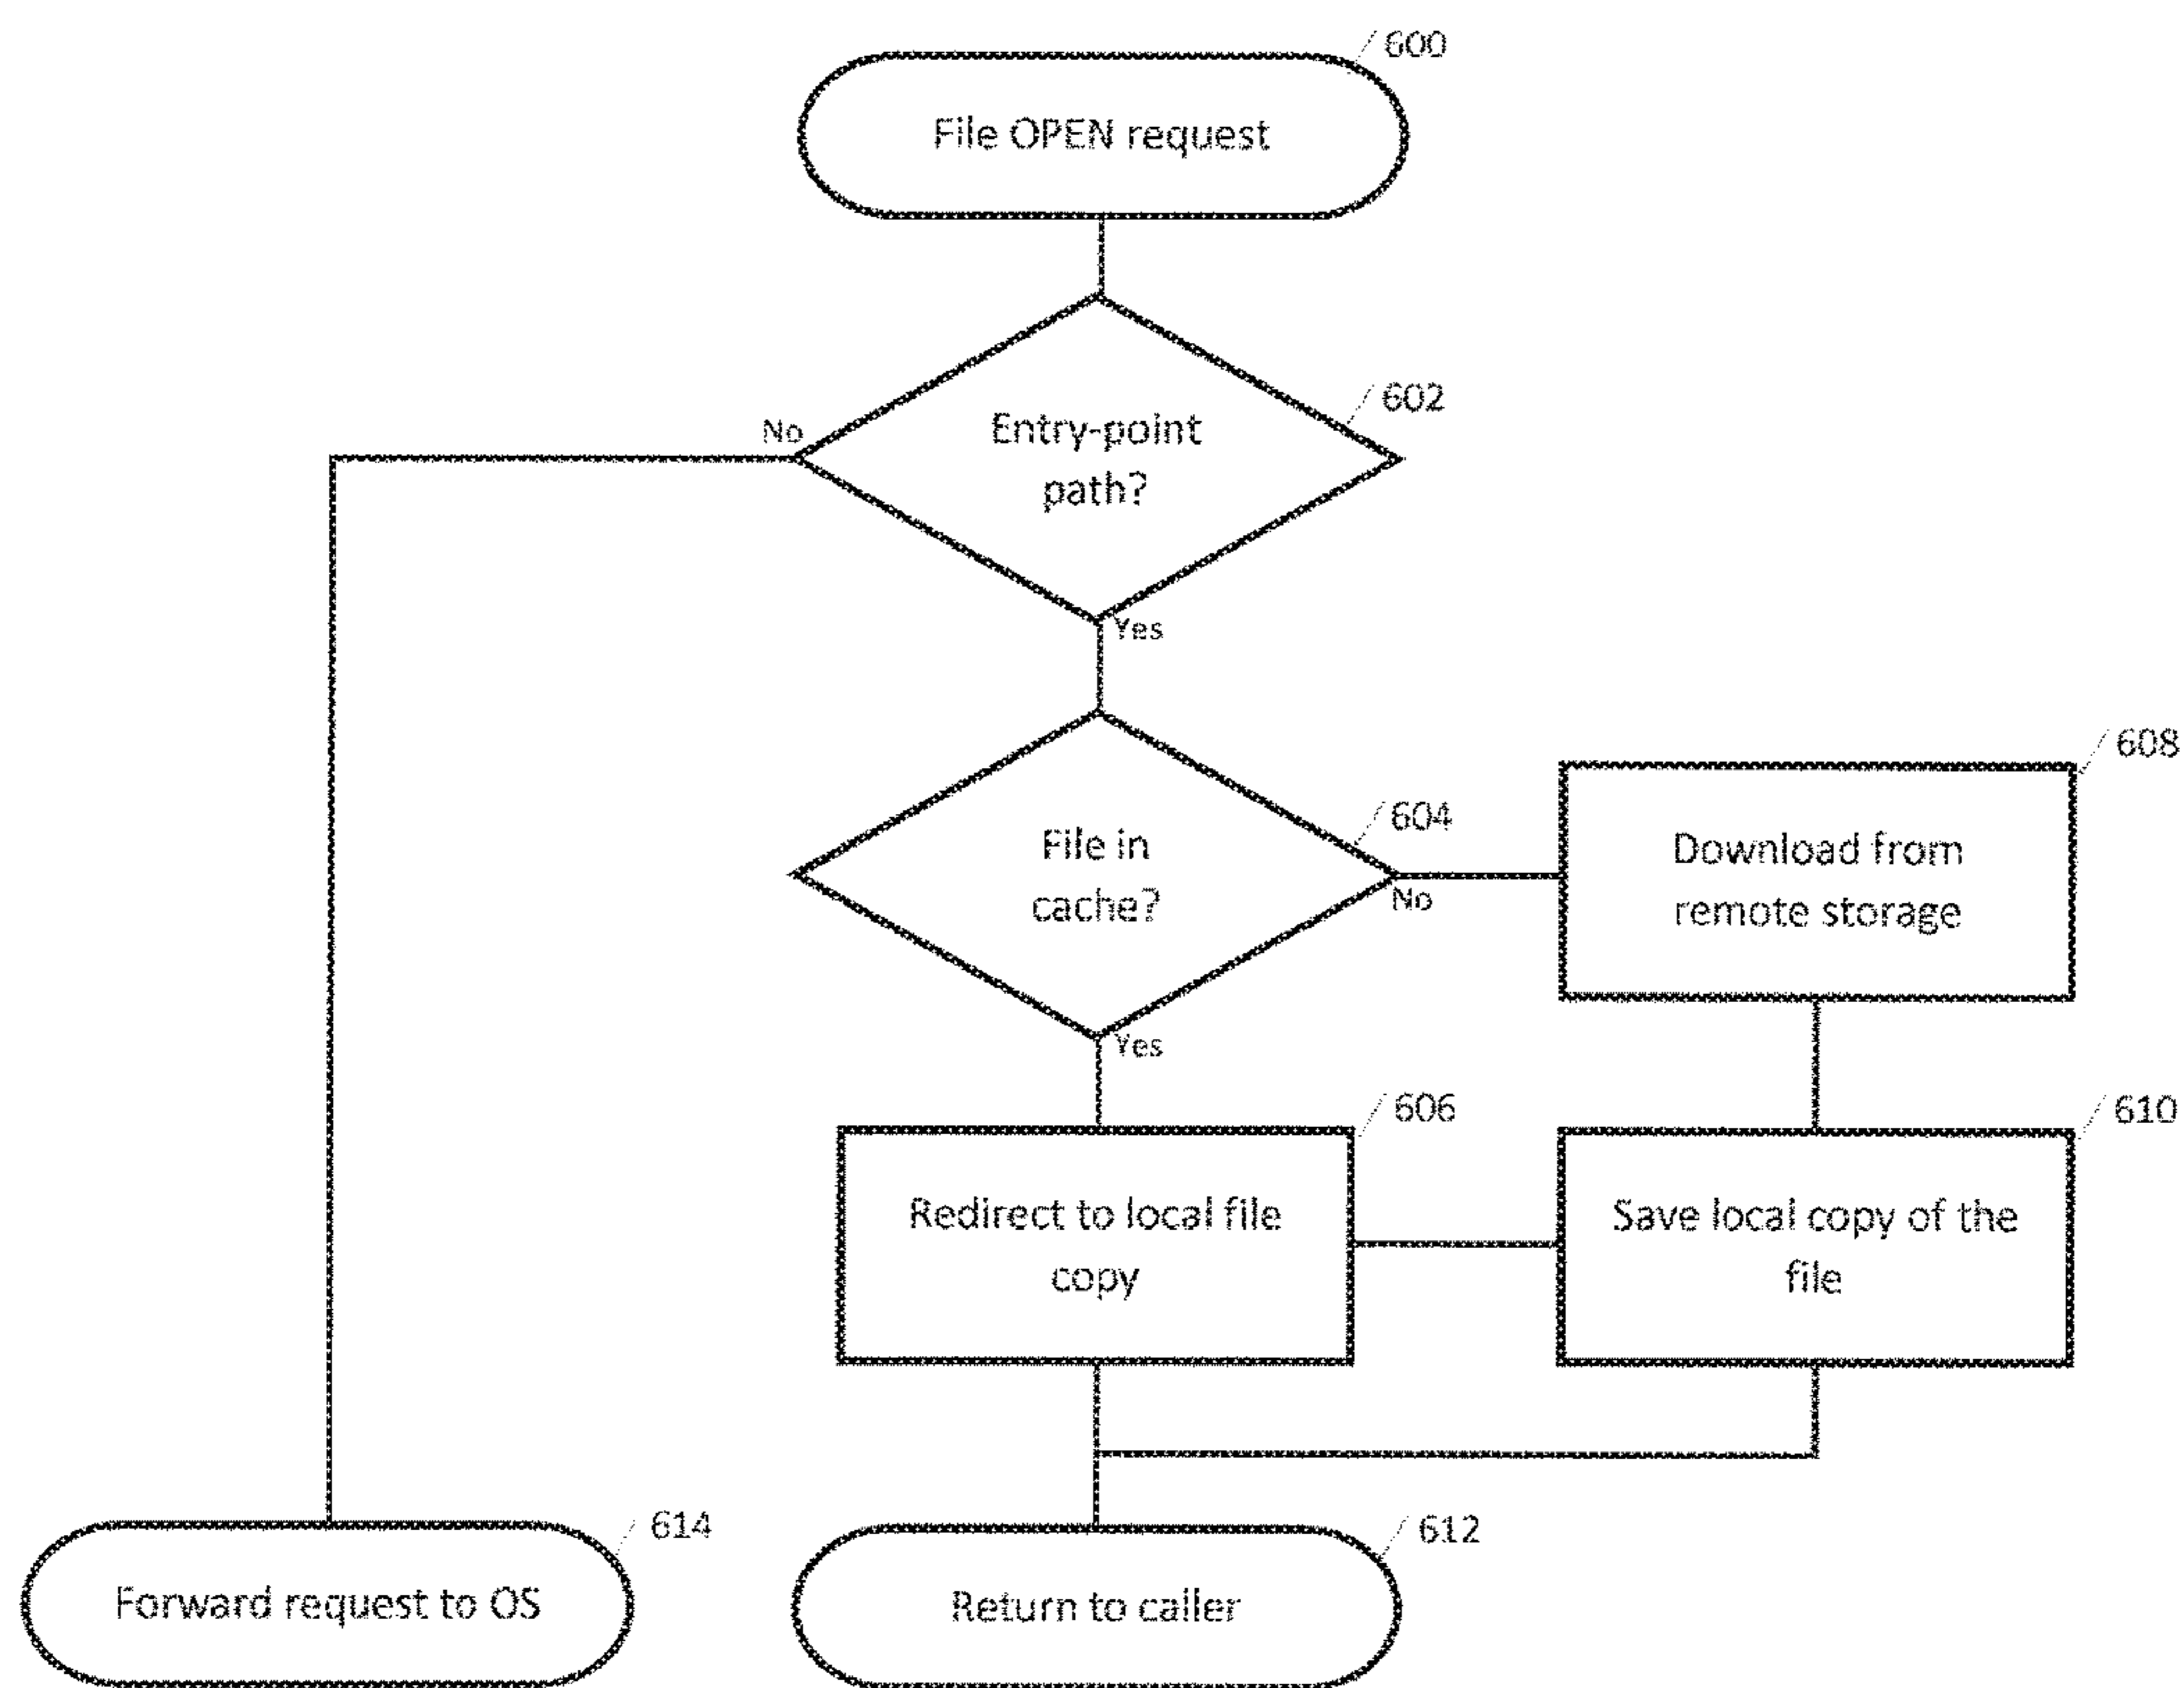 600
File OPEN request
602
No
Entry-point
path?
Yes
608
604
File in
cache?
No
Download from
remote storage
Yes
606
610
Redirect to local file
copy
Save local copy of the
file
614
612
Forward request to OS
Return to caller